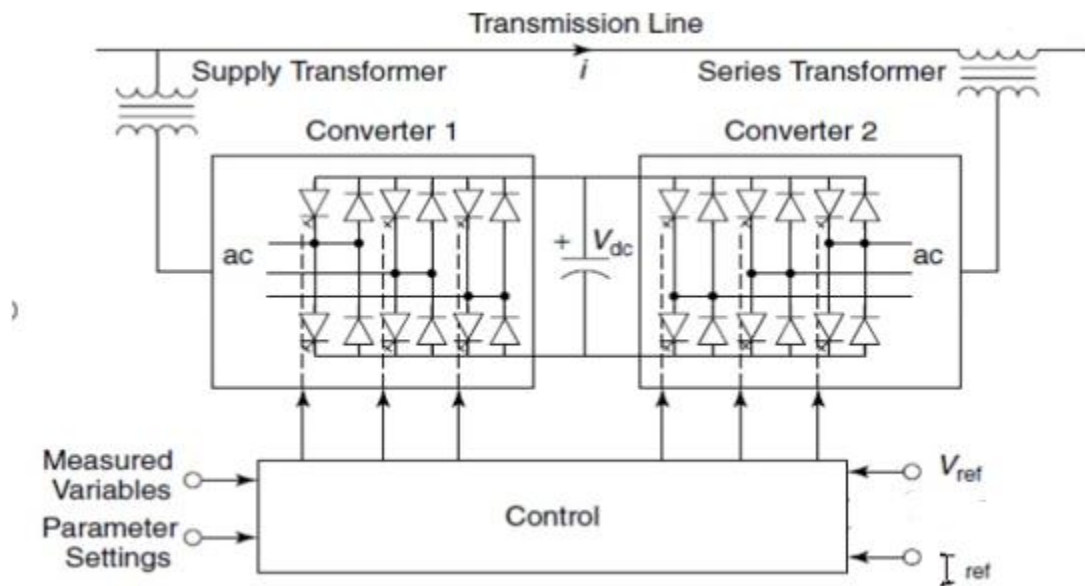 Transmission Line
i
Supply Transformer
Series Transformer
Converter 1
Converter 2
ac
+
Vdc
ac
Measured
Variables
Parameter
Settings
Control
Vref
I ref